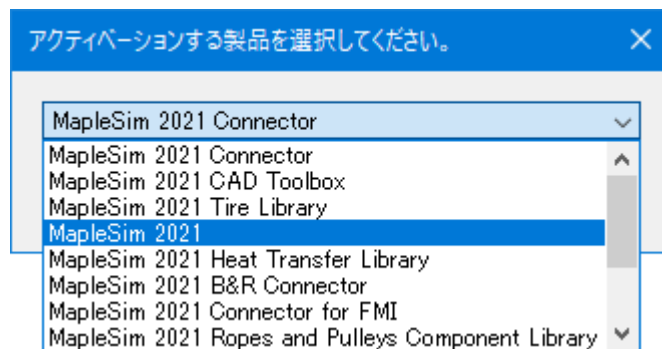 アクティベーションする製品を選択してください。
MapleSim 2021 Connector
MapleSim 2021 Connector
MapleSim 2021 CAD Toolbox
MapleSim 2021 Tire Library
MapleSim 2021
MapleSim 2021 Heat Transfer Library
MapleSim 2021 B&R Connector
MapleSim 2021 Connector for FMI
MapleSim 2021 Ropes and Pulleys Component Library